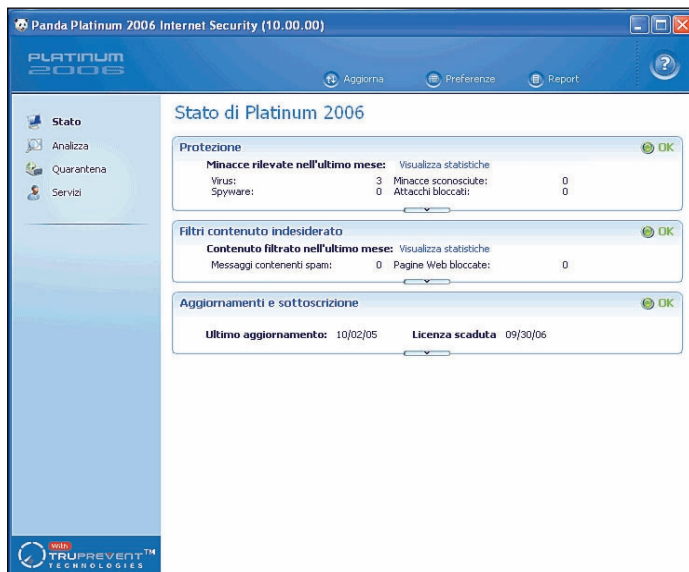 Panda Platinum 2006 Internet Security (10.00.00)
PLATINUM
2006
Aggiorna
Preferenze
Report
?
Stato
Analizza
Quarantena
Servizi
Stato di Platinum 2006
Protezione
OK
Minacce rilevate nell'ultimo mese: Visualizza statistiche
Virus: 3 Minacce sconosciute: 0
Spyware: 0 Attacchi bloccati: 0
Filtri contenuto indesiderato
OK
Contenuto filtrato nell'ultimo mese: Visualizza statistiche
Messaggi contenenti spam: 0 Pagine Web bloccate: 0
Aggiornamenti e sottoscrizione
OK
Ultimo aggiornamento: 10/02/05 Licenza scaduta 09/30/06
With
TRUPREVENT™
TECHNOLOGIES